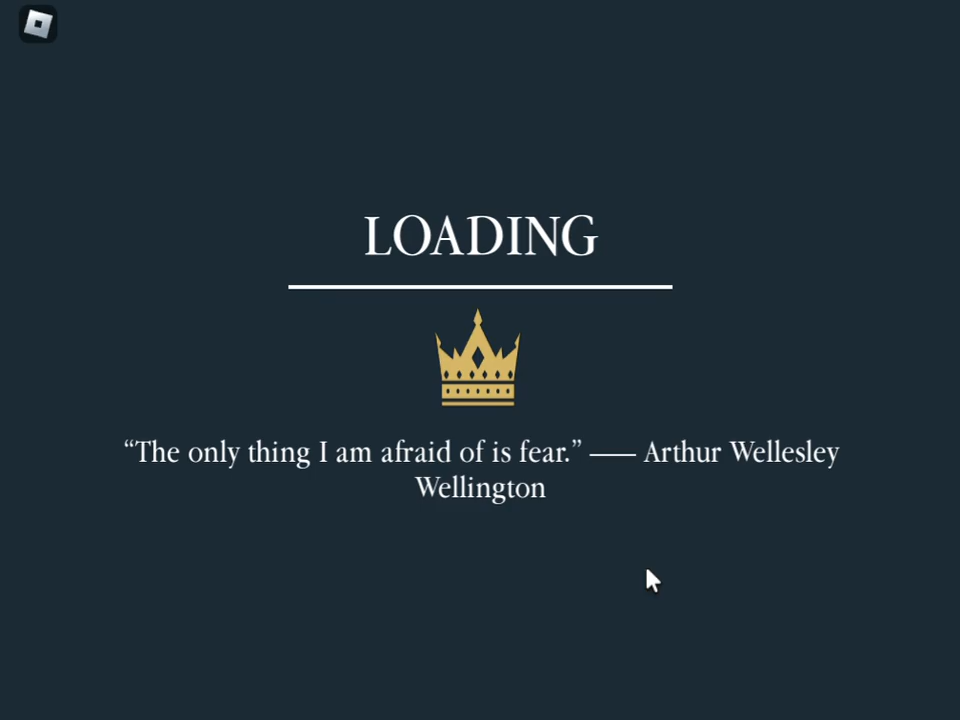 LOADING
“The only thing I am afraid of is fear.” —— Arthur Wellesley
Wellington